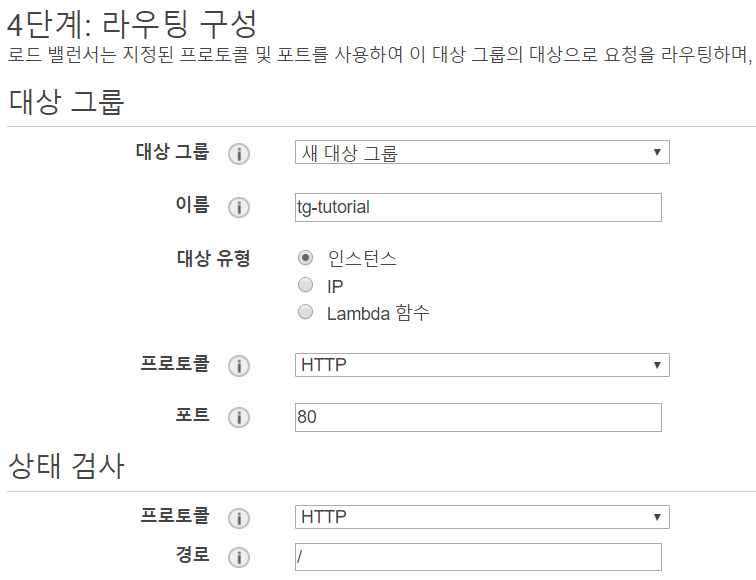 4단계: 라우팅 구성
로드 밸런서는 지정된 프로토콜 및 포트를 사용하여 이 대상 그룹의 대상으로 요청을 라우팅하며,
대상 그룹
대상 그룹 새 대상 그룹
이름 tg-tutorial
대상 유형 인스턴스
IP
Lambda 함수
프로토콜 HTTP
포트 80
상태 검사
프로토콜 HTTP
경로 /